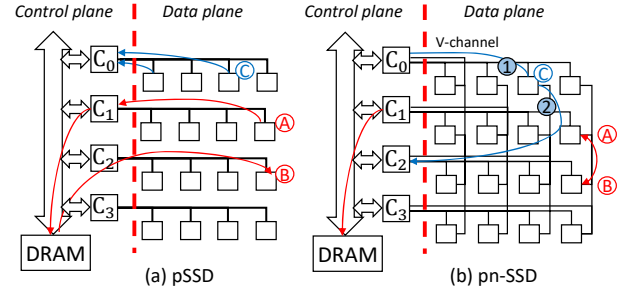 Control plane
Data plane
C0
C
C1
A
C2
B
C3
DRAM
(a) pSSD
Control plane
Data plane
V-channel
C0
1
C
C1
2
A
C2
B
C3
DRAM
(b) pn-SSD